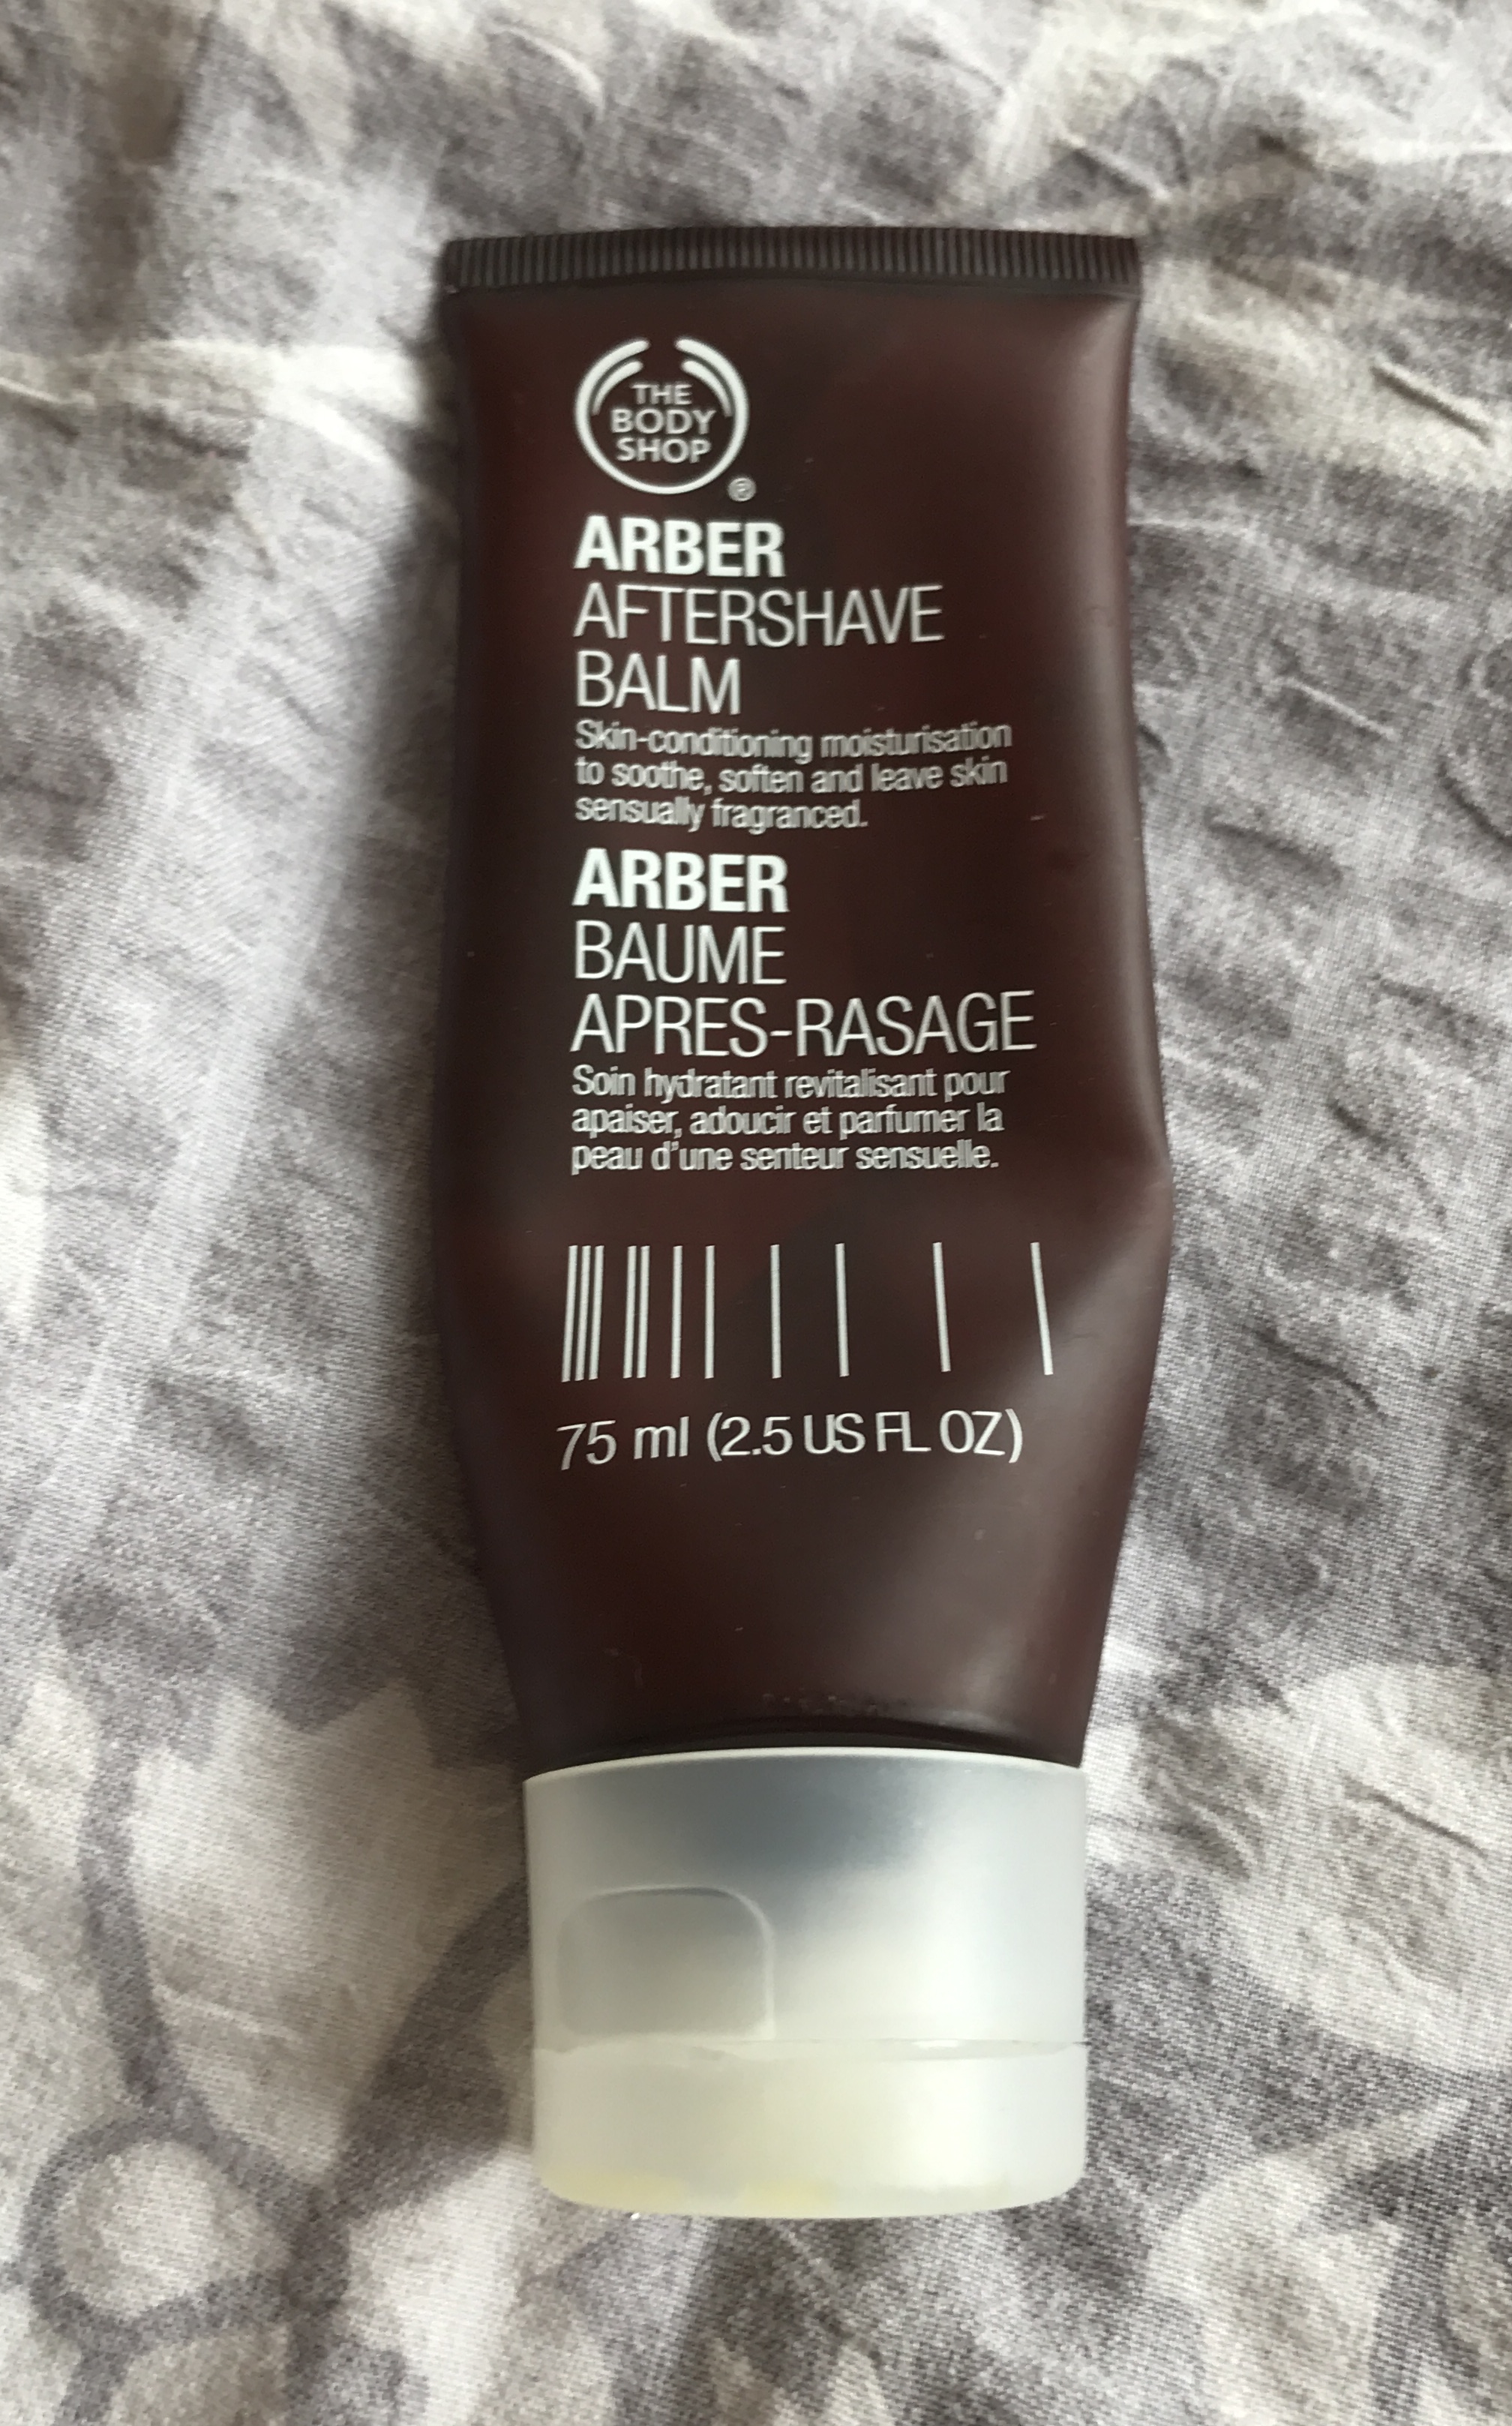 THE
BODY
SHOP
®
ARBER
AFTERSHAVE
BALM
Skin-conditioning moisturisation
to soothe, soften and leave skin
sensually fragranced.
ARBER
BAUME
APRES-RASAGE
Soin hydratant revitalisant pour
apaiser, adoucir et parfumer la
peau d'une senteur sensuelle.
75 ml (2.5 US FL OZ)